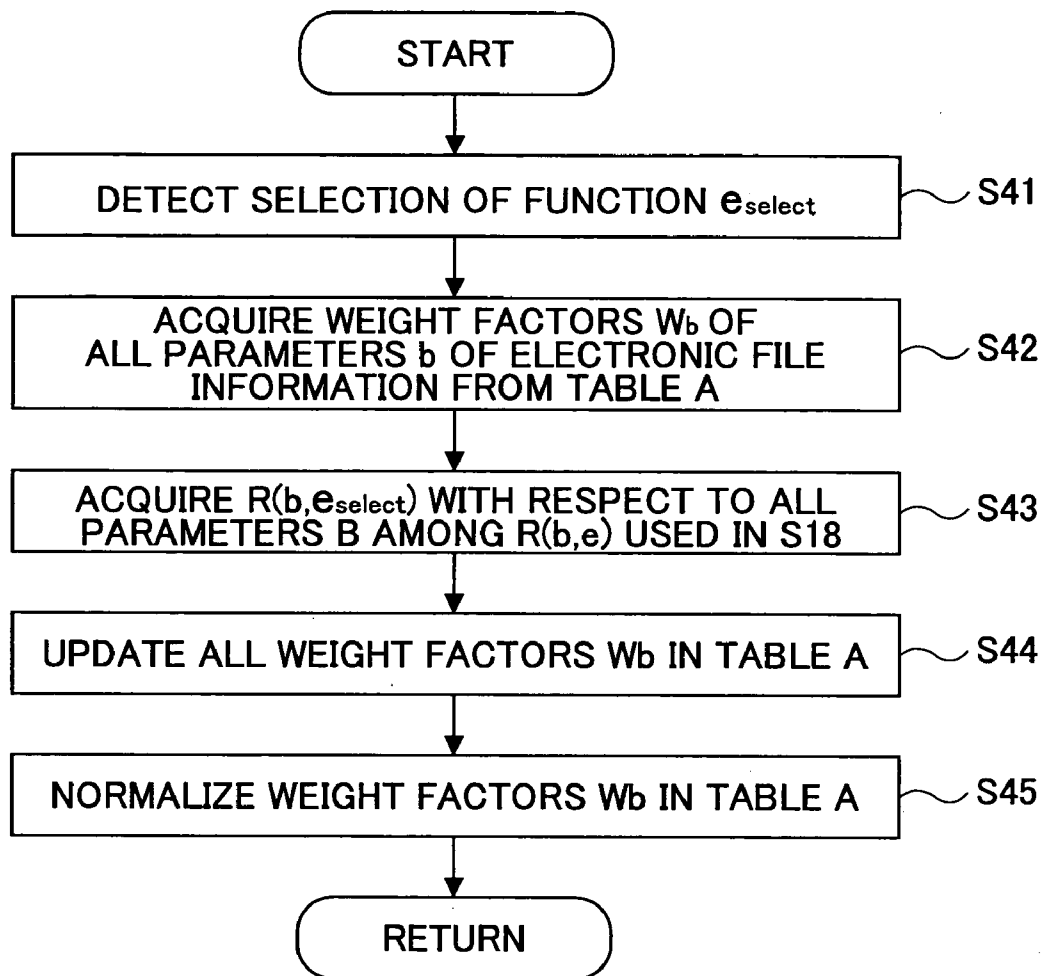 START
DETECT SELECTION OF FUNCTION eselect
S41
ACQUIRE WEIGHT FACTORS Wb OF
ALL PARAMETERS b OF ELECTRONIC FILE
INFORMATION FROM TABLE A
S42
ACQUIRE R(b,eselect) WITH RESPECT TO ALL
PARAMETERS B AMONG R(b,e) USED IN S18
S43
UPDATE ALL WEIGHT FACTORS Wb IN TABLE A
S44
NORMALIZE WEIGHT FACTORS Wb IN TABLE A
S45
RETURN